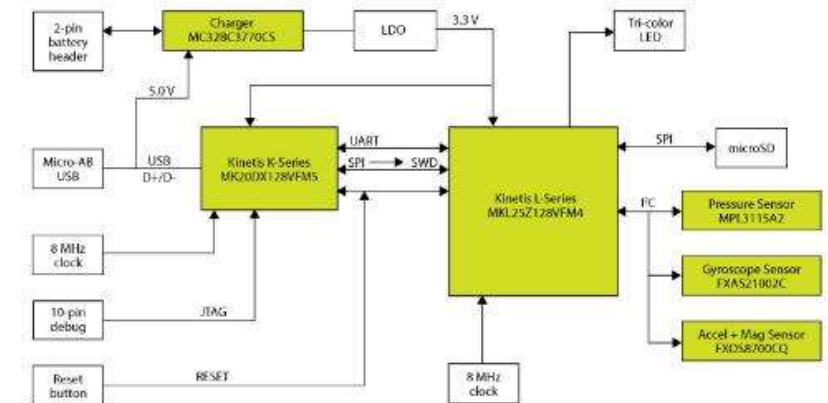 2-pin
battery
header
Charger
MC32BC3770CS
LDO
3.3 V
Tri-color
LED
5.0 V
Micro-AB
USB
USB
D+/D-
Kinetis K-Series
MK20DX128VFM5
UART
SPI
SWD
Kinetis L-Series
MKL25Z128VFM4
SPI
microSD
I²C
Pressure Sensor
MPL3115A2
Gyroscope Sensor
FXAS21002C
Accel + Mag Sensor
FXOS8700CQ
8 MHz
clock
10-pin
debug
JTAG
Reset
button
RESET
8 MHz
clock